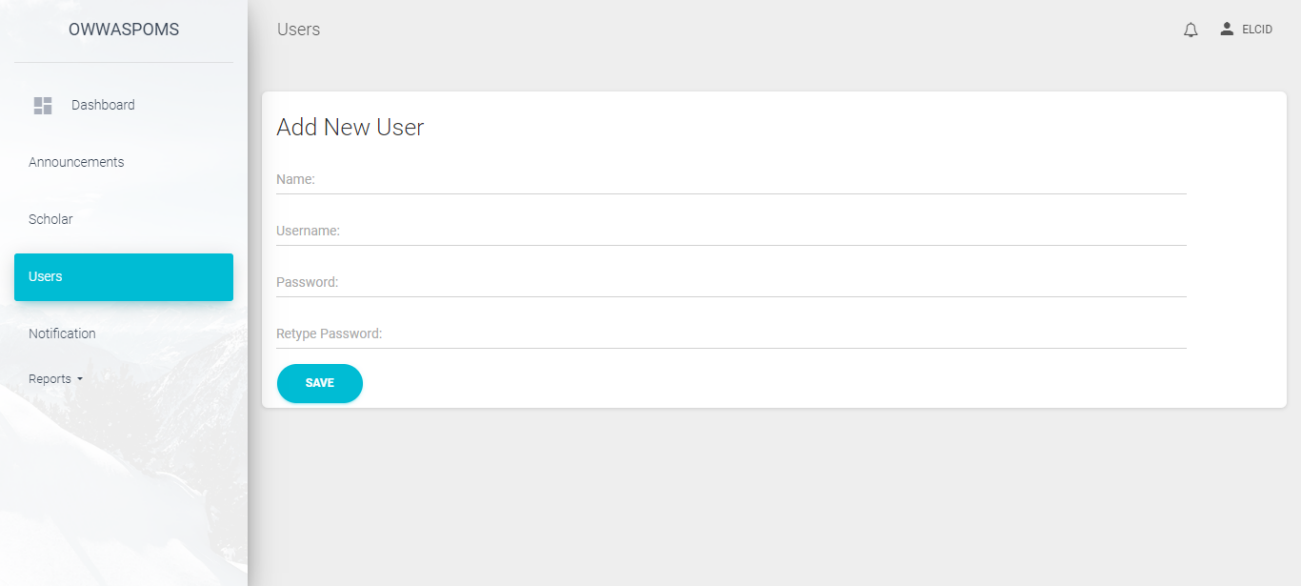 OWWASPOMS
Users
ELCID
Dashboard
Announcements
Scholar
Users
Notification
Reports
Add New User
Name:
Username:
Password:
Retype Password:
SAVE